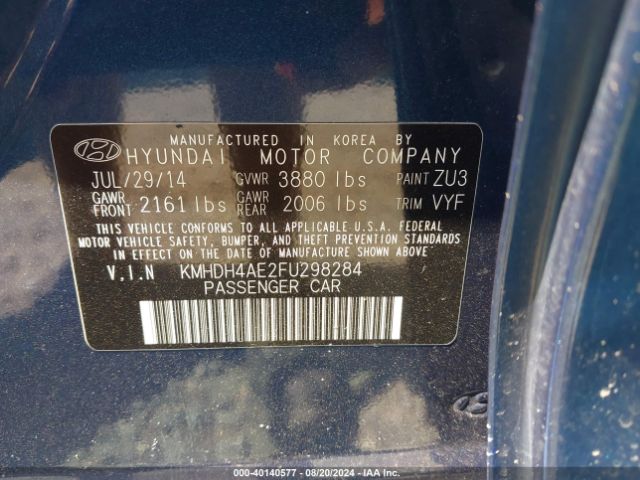 MANUFACTURED IN KOREA BY
HYUNDAI MOTOR COMPANY
JUL/29/14 GVWR 3880 lbs PAINT ZU3
GAWR FRONT 2161 lbs GAWR REAR 2006 lbs TRIM VYF
THIS VEHICLE CONFORMS TO ALL APPLICABLE U.S.A. FEDERAL
MOTOR VEHICLE SAFETY, BUMPER, AND THEFT PREVENTION STANDARDS
IN EFFECT ON THE DATE OF MANUFACTURE SHOWN ABOVE
V.I.N KMHDH4AE2FU298284
PASSENGER CAR
000-40140577 - 08/20/2024 - IAA Inc.